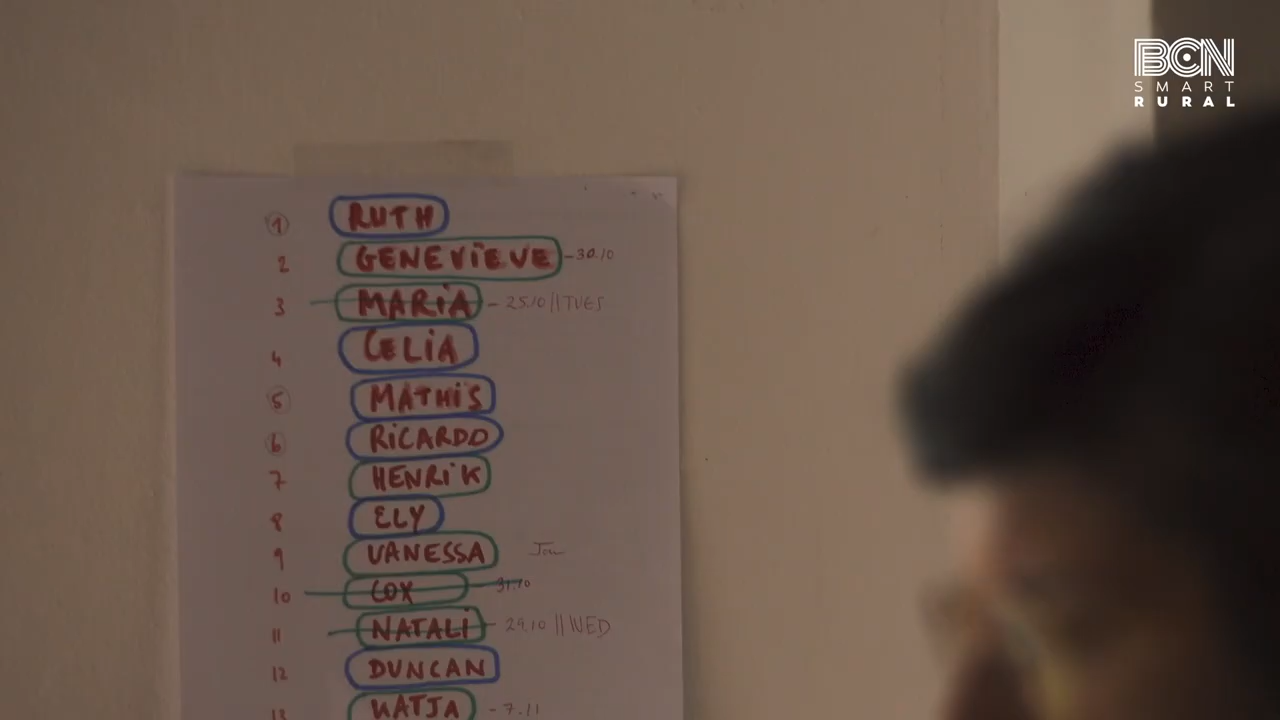 BCN
SMART
RURAL
1 RUTH
2 GENEViEVE -30.10
3 MARiA - 25.10 || TUES
4 CELiA
5 MATHiS
6 RiCARDO
7 HENRiK
8 ELY
9 VANESSA Jan
10 COX - 31.10
11 NATALi - 29.10 || WED
12 DUNCAN
13 KATJA - 7.11